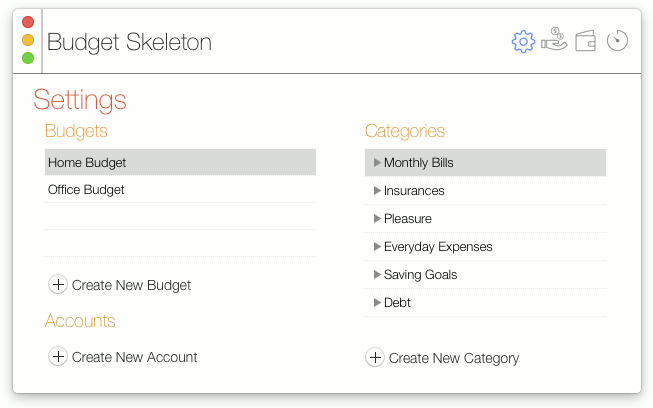 Budget Skeleton
Settings
Budgets
Home Budget
Office Budget
Create New Budget
Accounts
Create New Account
Categories
Monthly Bills
Insurances
Pleasure
Everyday Expenses
Saving Goals
Debt
Create New Category